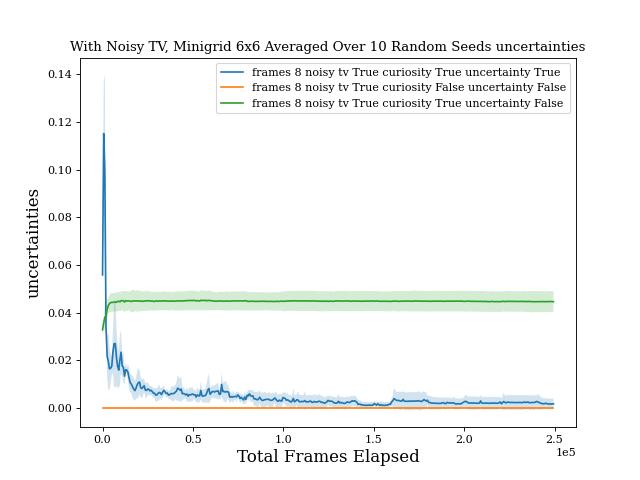 With Noisy TV, Minigrid 6x6 Averaged Over 10 Random Seeds uncertainties
frames 8 noisy tv True curiosity True uncertainty True
frames 8 noisy tv True curiosity False uncertainty False
frames 8 noisy tv True curiosity True uncertainty False
uncertainties
0.14
0.12
0.10
0.08
0.06
0.04
0.02
0.00
0.0 0.5 1.0 1.5 2.0 2.5
1e5
Total Frames Elapsed